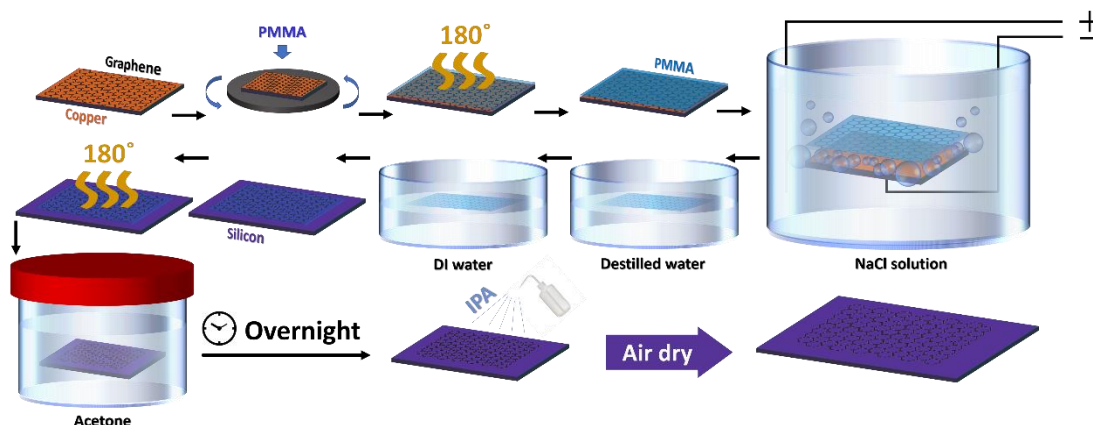 PMMA
180°
Graphene
Copper
PMMA
+
−
180°
Silicon
DI water
Destilled water
NaCl solution
IPA
Overnight
Air dry
Acetone